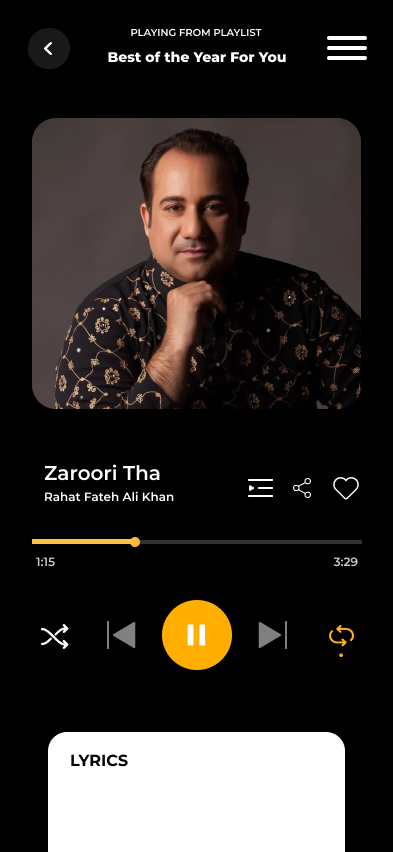 PLAYING FROM PLAYLIST
Best of the Year For You
Zaroori Tha
Rahat Fateh Ali Khan
1:15
3:29
LYRICS